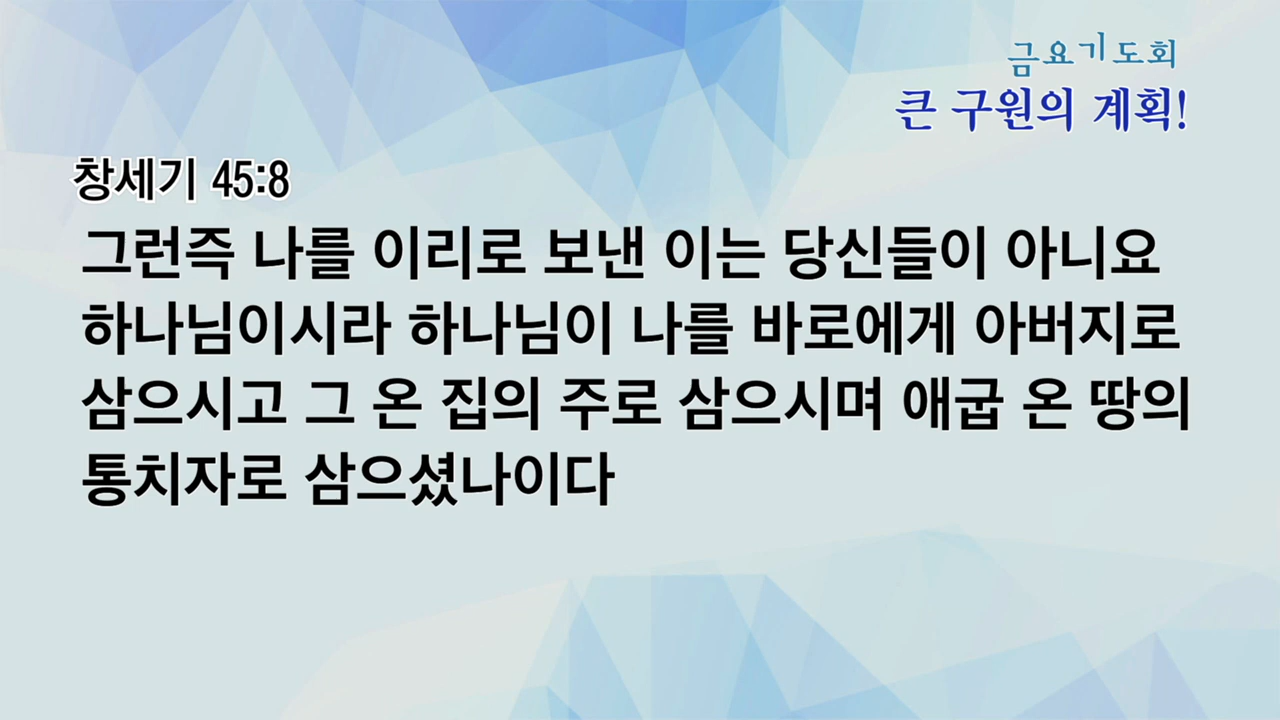 금요기도회
큰 구원의 계획!
창세기 45:8
그런즉 나를 이리로 보낸 이는 당신들이 아니요
하나님이시라 하나님이 나를 바로에게 아버지로
삼으시고 그 온 집의 주로 삼으시며 애굽 온 땅의
통치자로 삼으셨나이다